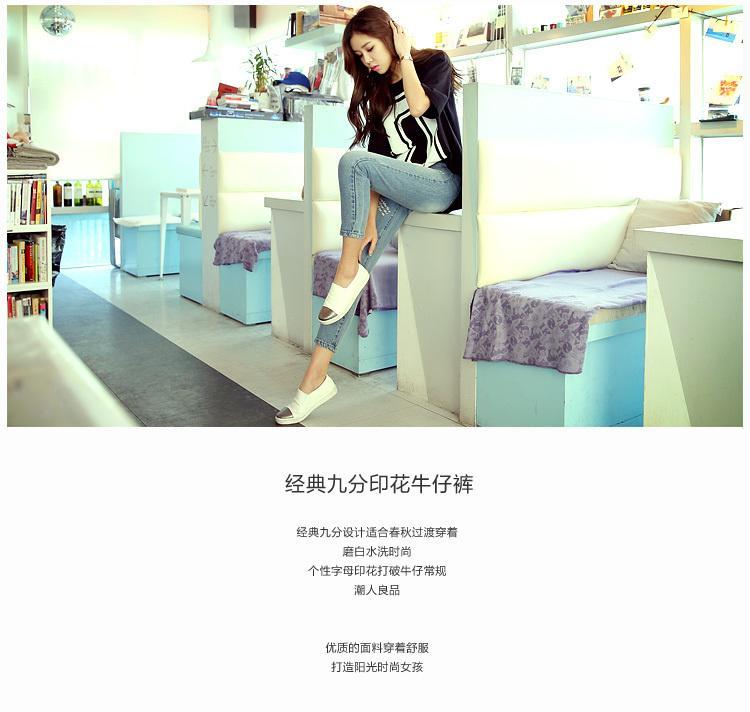 经典九分印花牛仔裤
经典九分设计适合春秋过渡穿着
磨白水洗时尚
个性字母印花打破牛仔常规
潮人良品
优质的面料穿着舒服
打造阳光时尚女孩